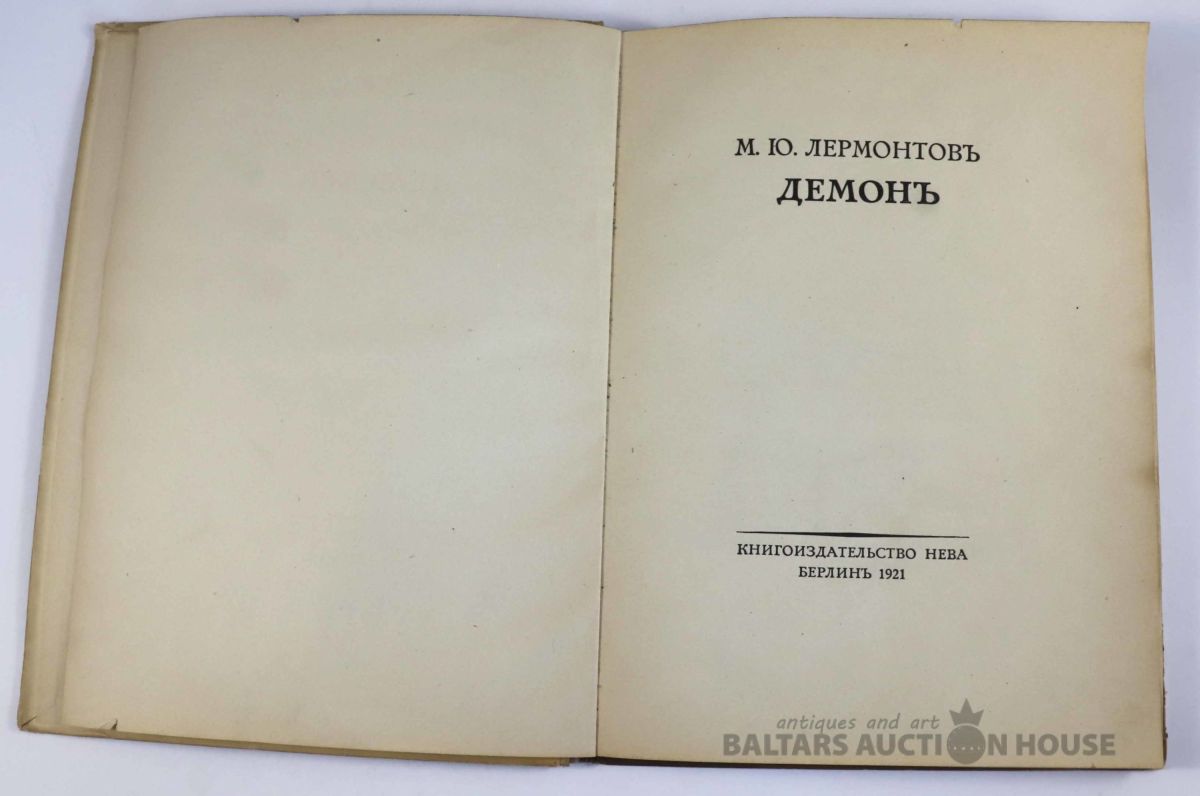 М. Ю. ЛЕРМОНТОВЪ
ДЕМОНЪ
КНИГОИЗДАТЕЛЬСТВО НЕВА
БЕРЛИНЪ 1921
antiques and art
BALTARS AUCTION HOUSE